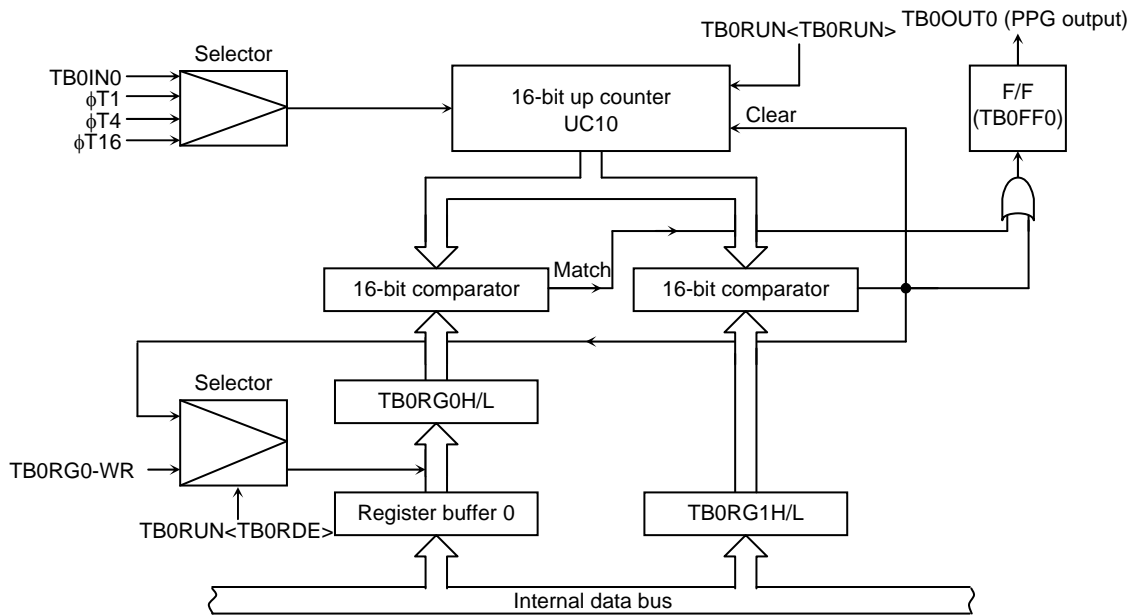 TB0RUN<TB0RUN>
TB0OUT0 (PPG output)
Selector
TB0IN0
ϕT1
ϕT4
ϕT16
16-bit up counter
UC10
Clear
F/F
(TB0FF0)
Match
16-bit comparator
16-bit comparator
Selector
TB0RG0H/L
TB0RG0-WR
TB0RUN<TB0RDE>
Register buffer 0
TB0RG1H/L
Internal data bus